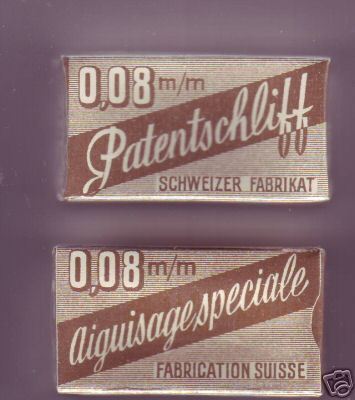 0,08 m/m
Patentschliff
SCHWEIZER FABRIKAT
0,08 m/m
aiguisage speciale
FABRICATION SUISSE